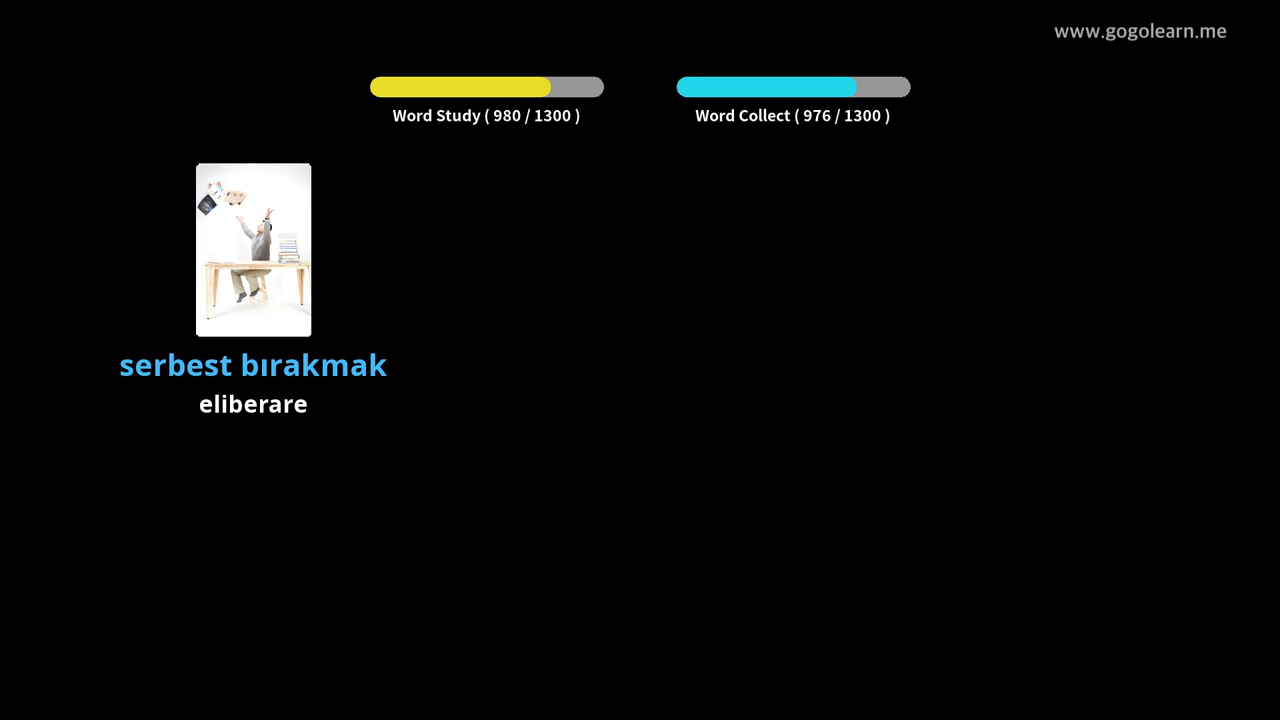 www.gogolearn.me
Word Study ( 980 / 1300 )
Word Collect ( 976 / 1300 )
serbest bırakmak
eliberare